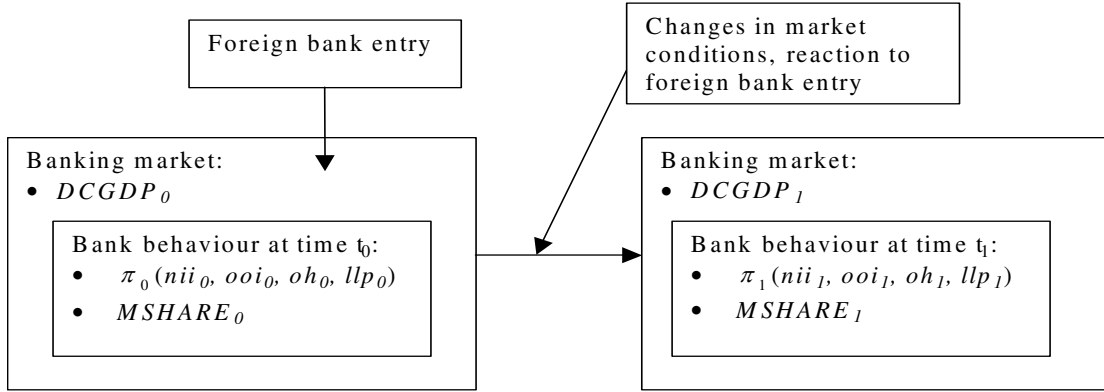 Foreign bank entry
Changes in market
conditions, reaction to
foreign bank entry
Banking market:
• DCGDP₀
Bank behaviour at time t₀:
• π₀(nii₀, ooi₀, oh₀, llp₀)
• MSHARE₀
Banking market:
• DCGDP₁
Bank behaviour at time t₁:
• π₁(nii₁, ooi₁, oh₁, llp₁)
• MSHARE₁